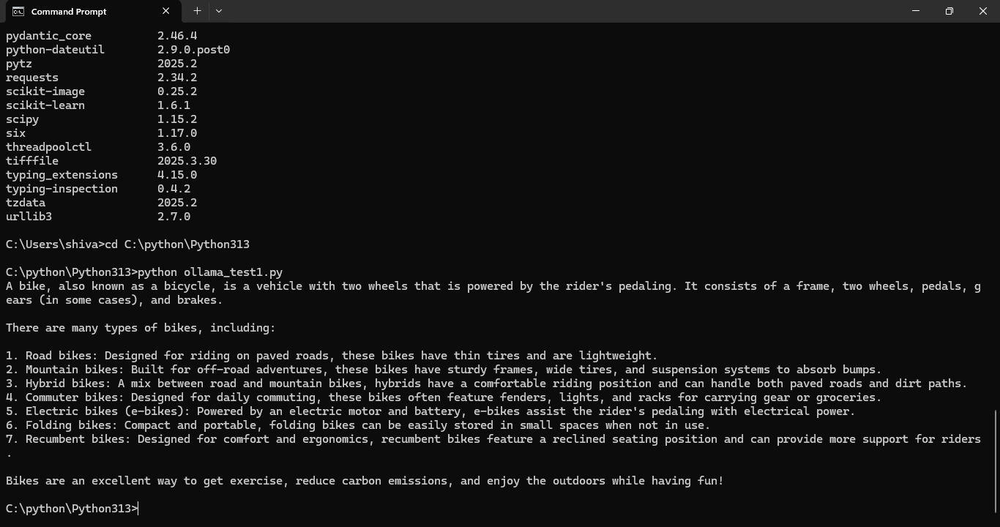 Command Prompt
pydantic_core 2.46.4
python-dateutil 2.9.0.post0
pytz 2025.2
requests 2.34.2
scikit-image 0.25.2
scikit-learn 1.6.1
scipy 1.15.2
six 1.17.0
threadpoolctl 3.6.0
tifffile 2025.3.30
typing_extensions 4.15.0
typing-inspection 0.4.2
tzdata 2025.2
urllib3 2.7.0
C:\Users\shiva>cd C:\python\Python313
C:\python\Python313>python ollama_test1.py
A bike, also known as a bicycle, is a vehicle with two wheels that is powered by the rider's pedaling. It consists of a frame, two wheels, pedals, g
ears (in some cases), and brakes.
There are many types of bikes, including:
1. Road bikes: Designed for riding on paved roads, these bikes have thin tires and are lightweight.
2. Mountain bikes: Built for off-road adventures, these bikes have sturdy frames, wide tires, and suspension systems to absorb bumps.
3. Hybrid bikes: A mix between road and mountain bikes, hybrids have a comfortable riding position and can handle both paved roads and dirt paths.
4. Commuter bikes: Designed for daily commuting, these bikes often feature fenders, lights, and racks for carrying gear or groceries.
5. Electric bikes (e-bikes): Powered by an electric motor and battery, e-bikes assist the rider's pedaling with electrical power.
6. Folding bikes: Compact and portable, folding bikes can be easily stored in small spaces when not in use.
7. Recumbent bikes: Designed for comfort and ergonomics, recumbent bikes feature a reclined seating position and can provide more support for riders
.
Bikes are an excellent way to get exercise, reduce carbon emissions, and enjoy the outdoors while having fun!
C:\python\Python313>